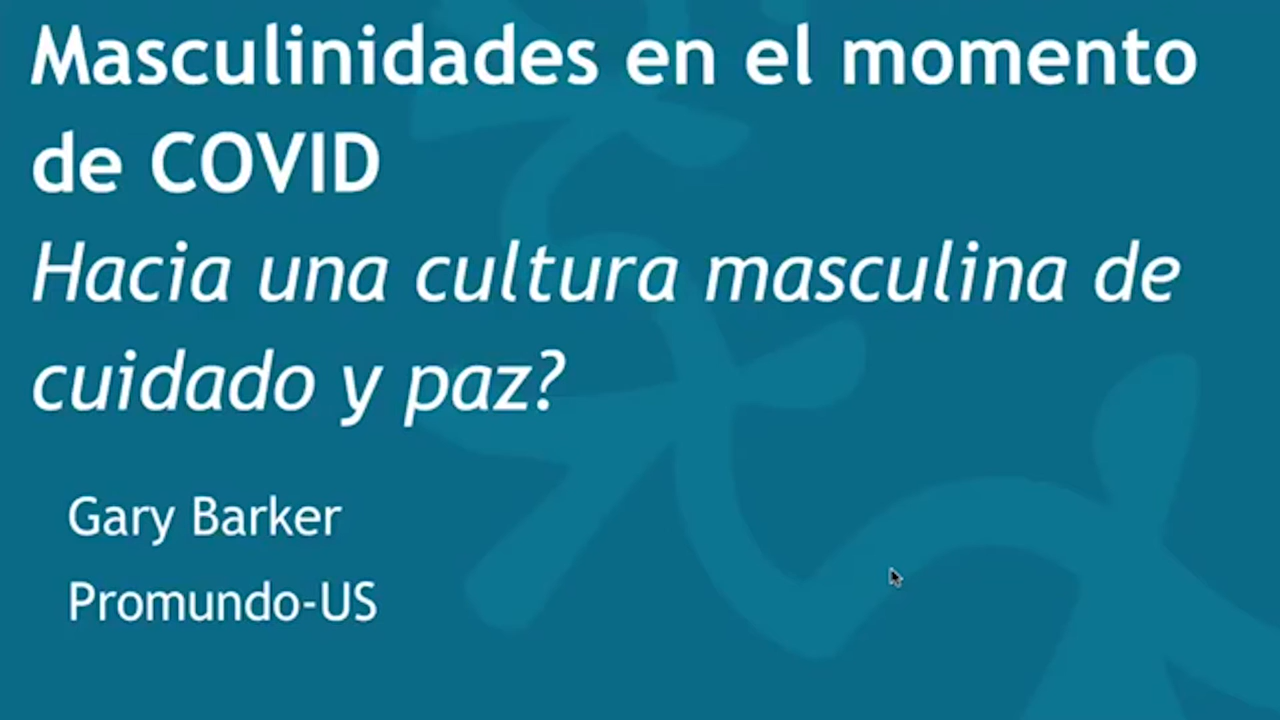 Masculinidades en el momento
de COVID
Hacia una cultura masculina de
cuidado y paz?
Gary Barker
Promundo-US